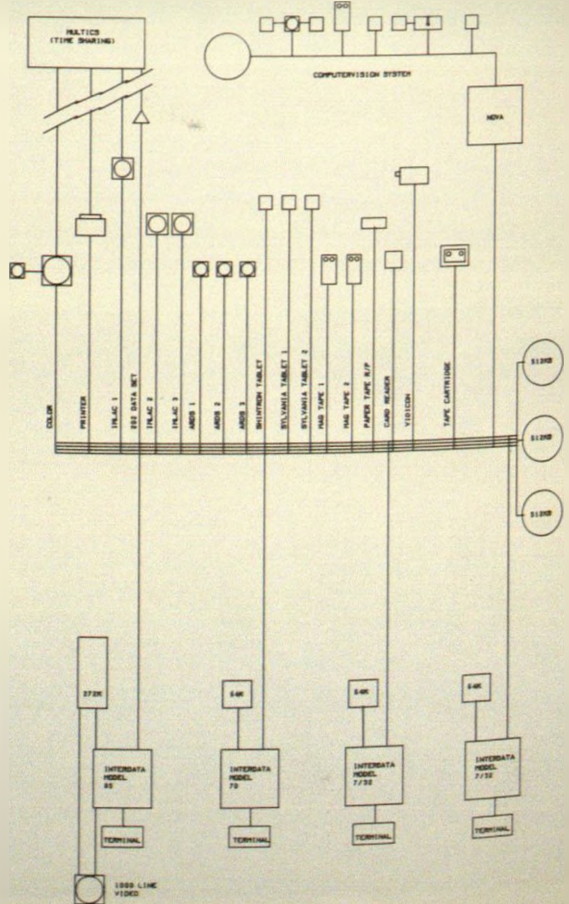 MULTICS
(TIME SHARING)
COMPUTERVISION SYSTEM
NOVA
COLOR
PRINTER
IMLAC 1
202 DATA SET
IMLAC 2
IMLAC 3
ARDS 1
ARDS 2
ARDS 3
SHINTRON TABLET
SYLVANIA TABLET 1
SYLVANIA TABLET 2
MAG TAPE 1
MAG TAPE 2
PAPER TAPE R/P
CARD READER
VIDICON
TAPE CARTRIDGE
512KB
512KB
512KB
272K
64K
64K
64K
INTERDATA
MODEL
85
INTERDATA
MODEL
70
INTERDATA
MODEL
7/32
INTERDATA
MODEL
7/32
TERMINAL
TERMINAL
TERMINAL
TERMINAL
1000 LINE
VIDEO